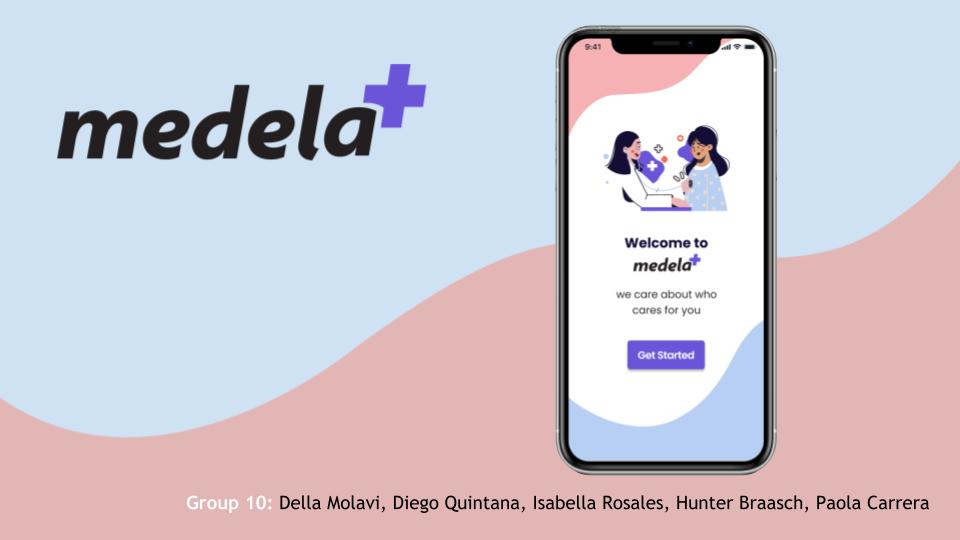 medela+
9:41
Welcome to
medela+
we care about who
cares for you
Get Started
Group 10: Della Molavi, Diego Quintana, Isabella Rosales, Hunter Braasch, Paola Carrera